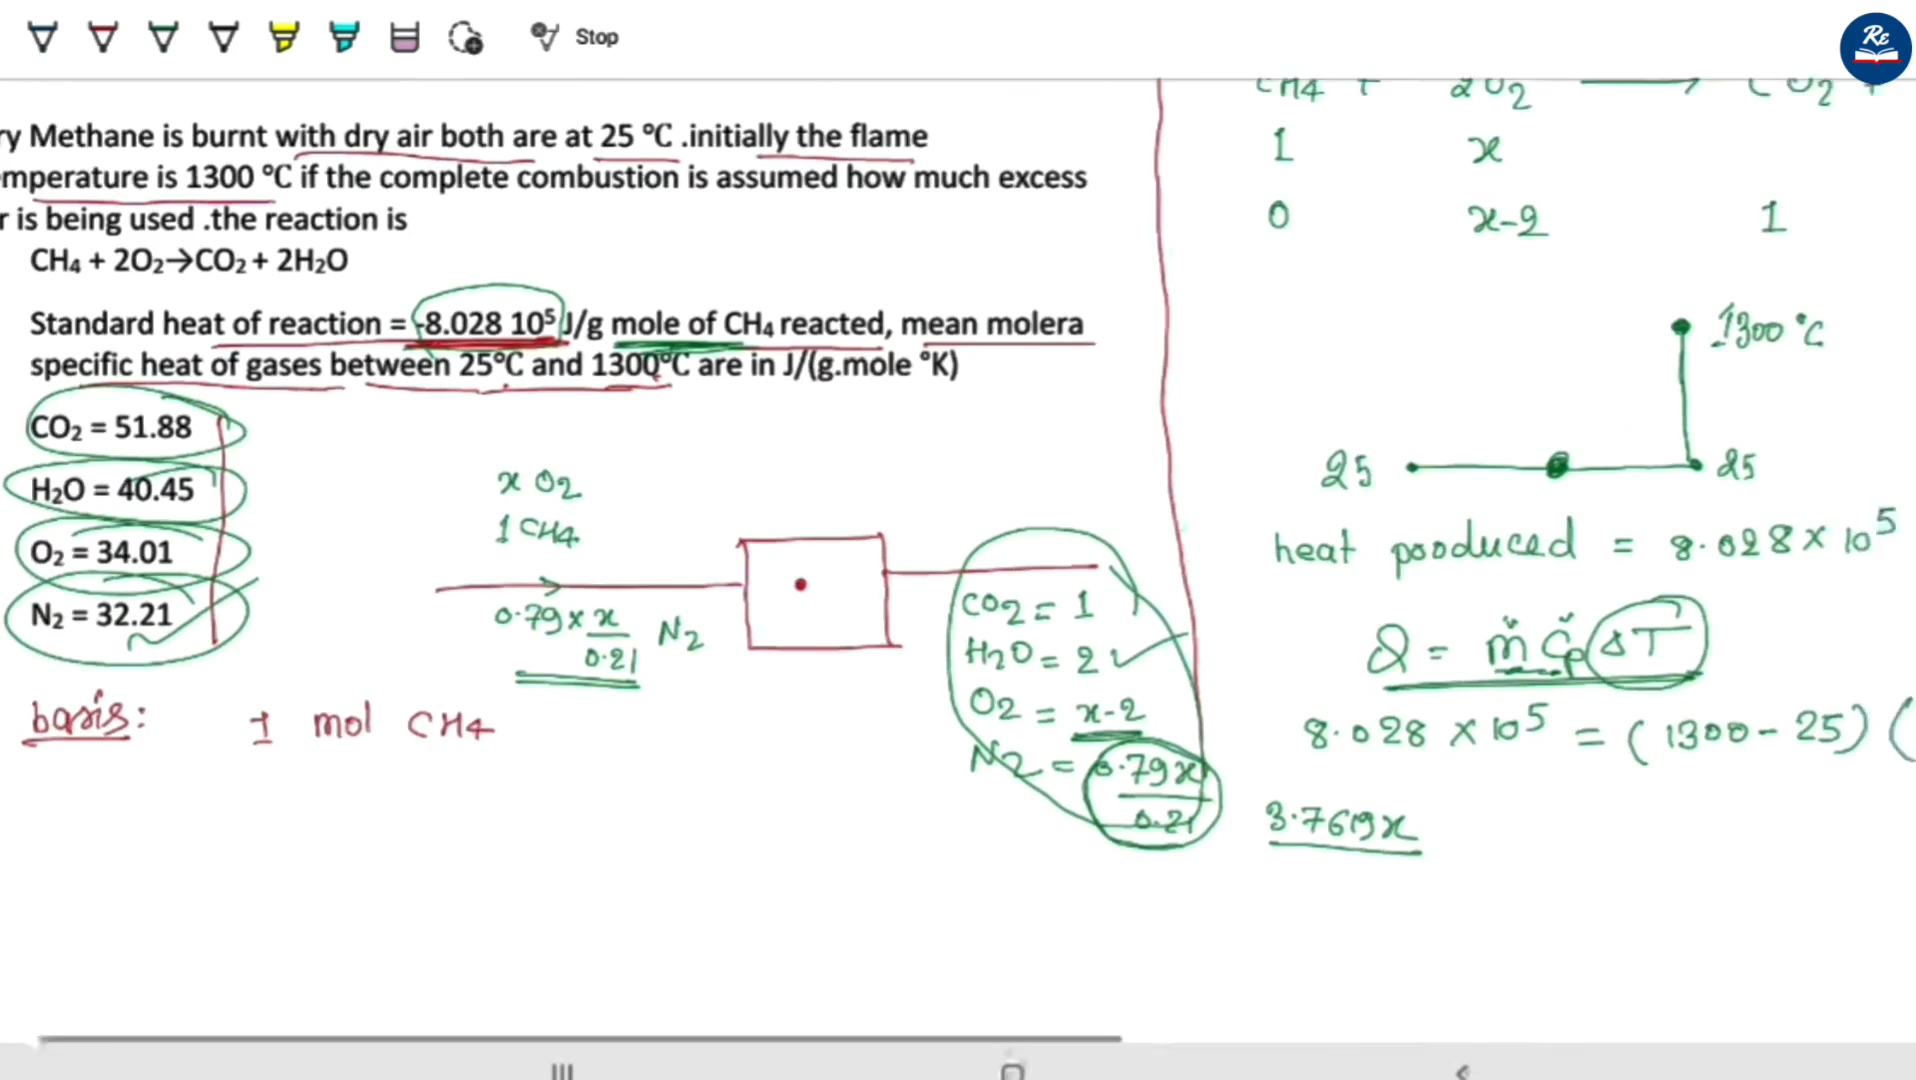 Stop
Re
ry Methane is burnt with dry air both are at 25 ℃ .initially the flame
mperature is 1300 ℃ if the complete combustion is assumed how much excess
r is being used .the reaction is
CH₄ + 2O₂→CO₂ + 2H₂O
Standard heat of reaction = -8.028 10⁵ J/g mole of CH₄ reacted, mean molera
specific heat of gases between 25℃ and 1300℃ are in J/(g.mole °K)
CO₂ = 51.88
H₂O = 40.45
O₂ = 34.01
N₂ = 32.21
x O₂
1 CH4
0.79 × x/0.21 N₂
CO₂ = 1
H₂O = 2
O₂ = x-2
N₂ = 0.79x/0.21
basis: 1 mol CH4
CH4 + 2O₂ → CO₂ +
1 x
0 x-2 1
1300 °C
25 25
heat produced = 8.028 × 10⁵
Q = m Cp ΔT
8.028 × 10⁵ = (1300 - 25) (
3.7619x